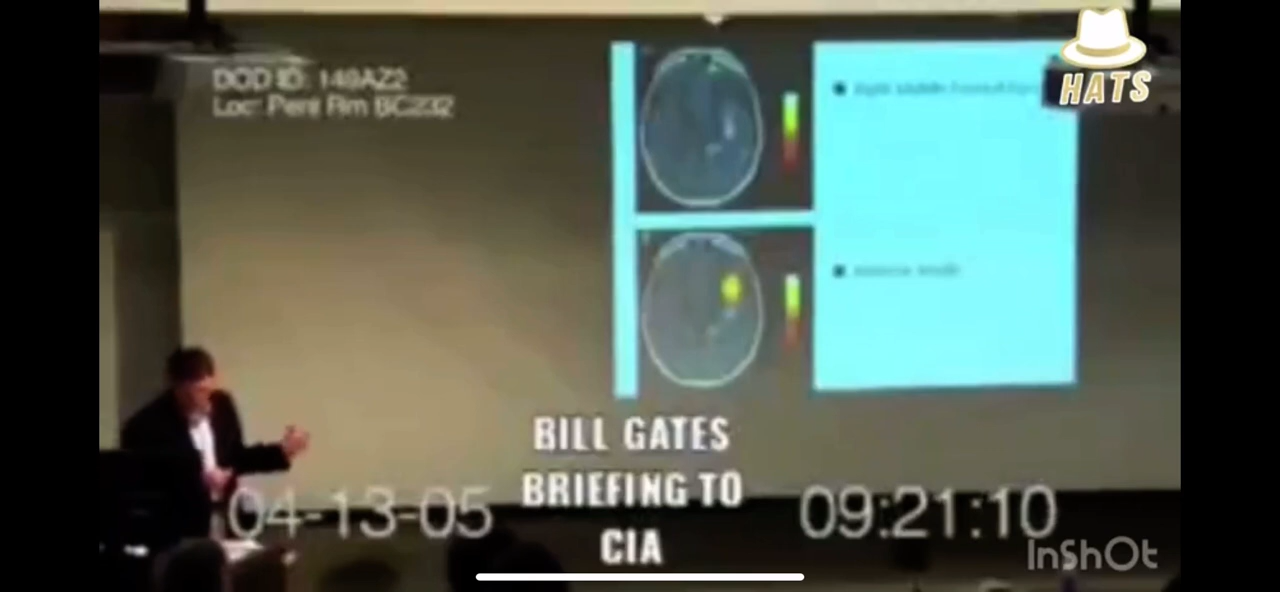 DOD ID: 149AZ2
Loc: Pent Rm BC232
HATS
BILL GATES
BRIEFING TO
CIA
04-13-05
09:21:10
InShOt